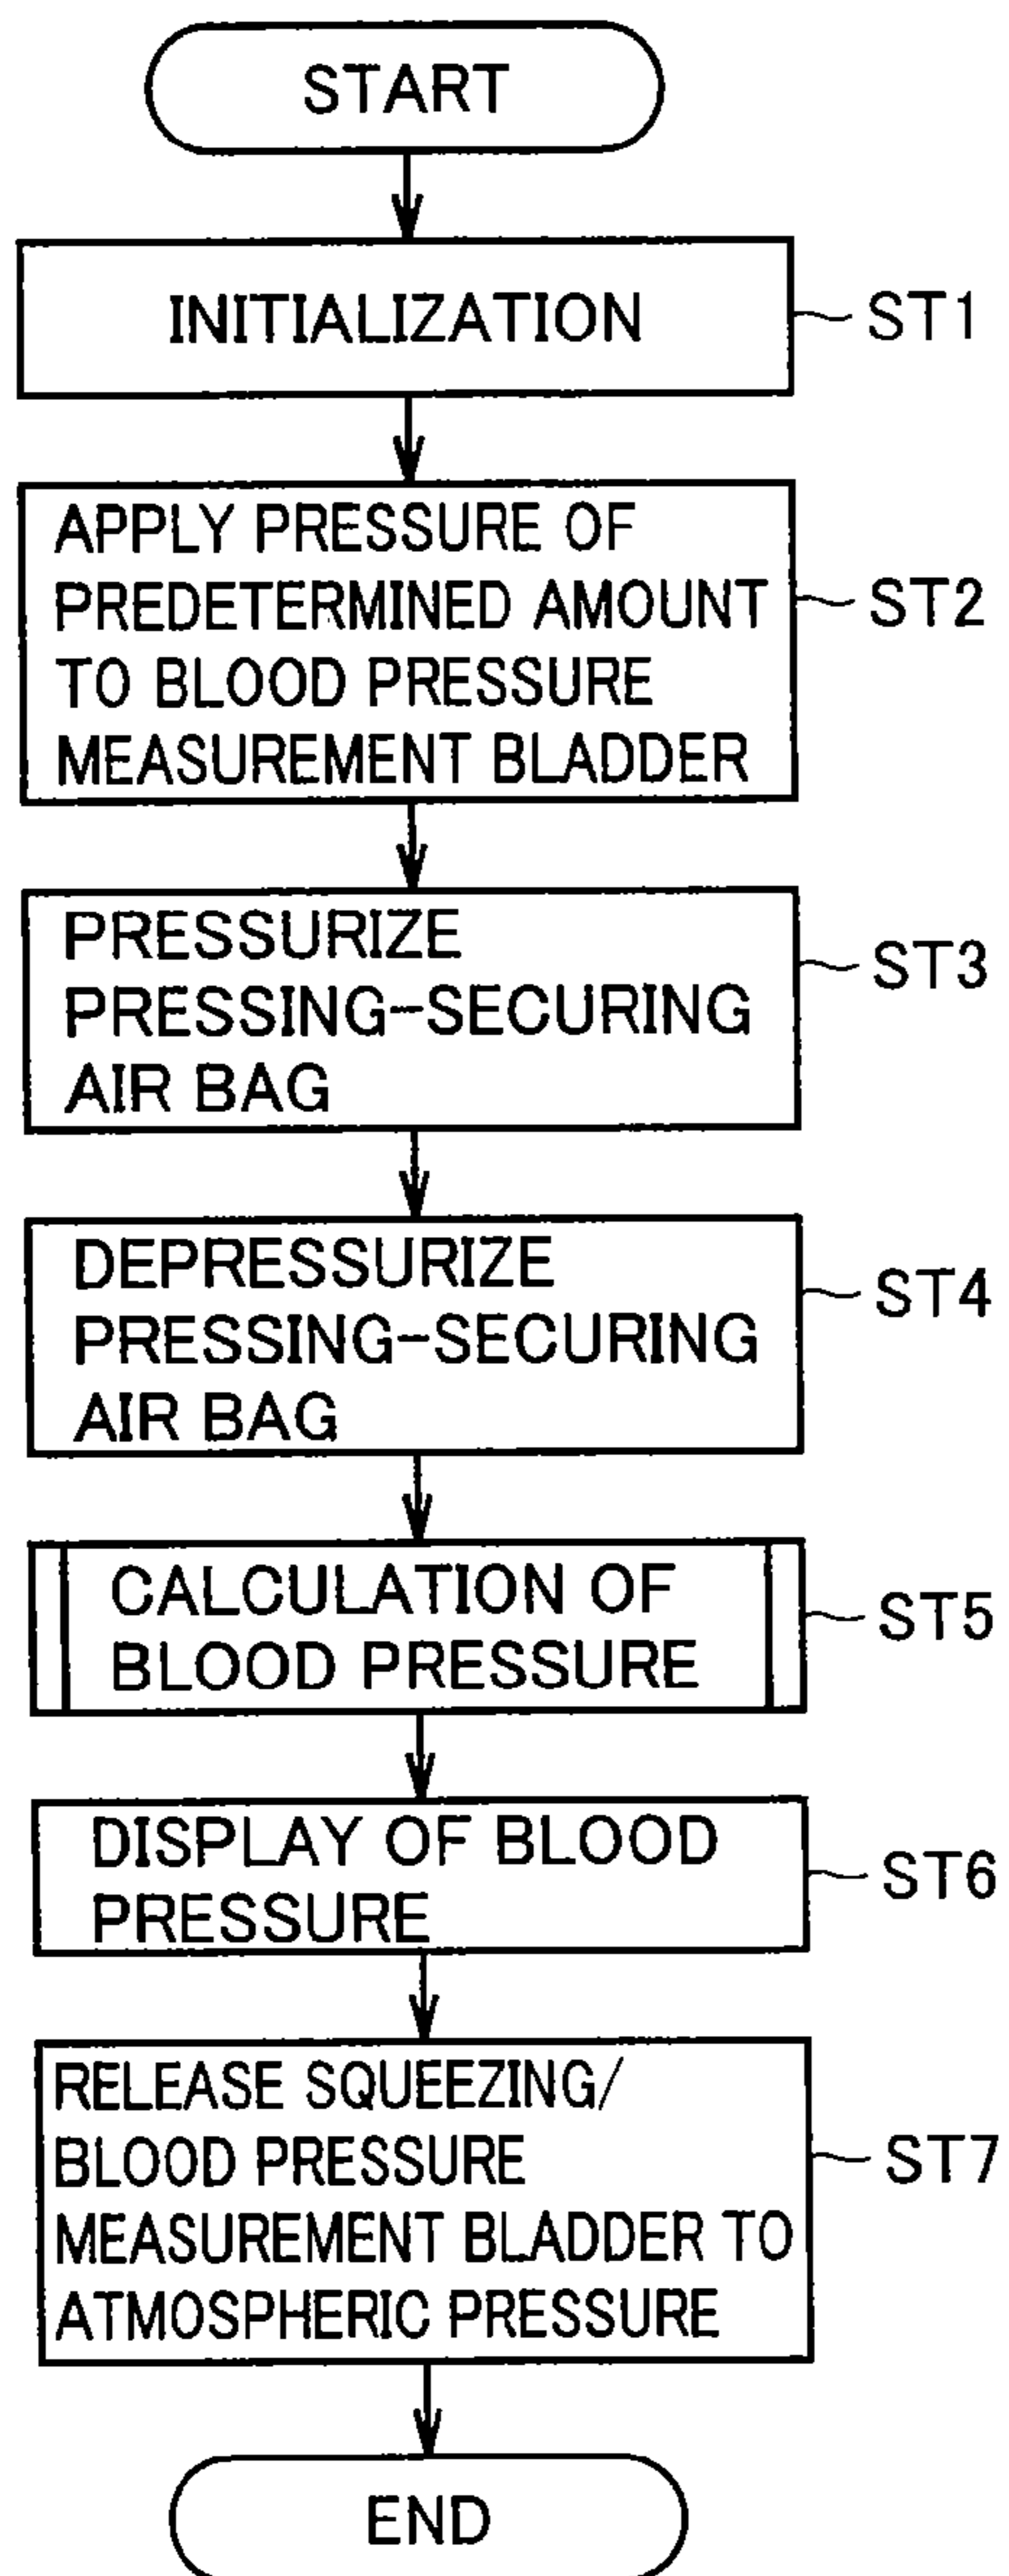 START
INITIALIZATION
ST1
APPLY PRESSURE OF
PREDETERMINED AMOUNT
TO BLOOD PRESSURE
MEASUREMENT BLADDER
ST2
PRESSURIZE
PRESSING-SECURING
AIR BAG
ST3
DEPRESSURIZE
PRESSING-SECURING
AIR BAG
ST4
CALCULATION OF
BLOOD PRESSURE
ST5
DISPLAY OF BLOOD
PRESSURE
ST6
RELEASE SQUEEZING/
BLOOD PRESSURE
MEASUREMENT BLADDER TO
ATMOSPHERIC PRESSURE
ST7
END